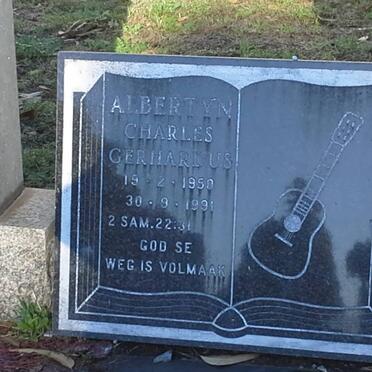 ALBERTYN
CHARLES
GERHARDUS
19·2·1950
30·9·1991
2 SAM.22:31
GOD SE
WEG IS VOLMAAK